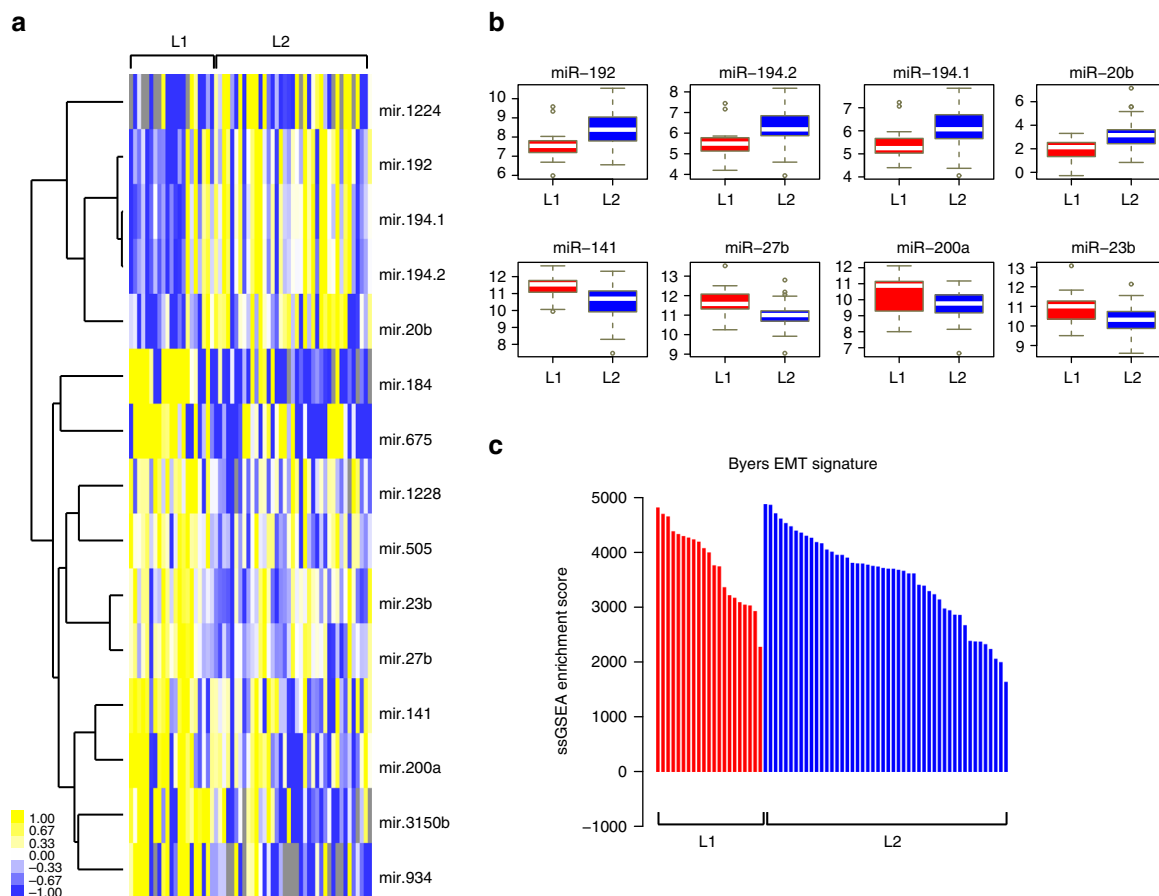 a
L1 L2
mir.1224
mir.192
mir.194.1
mir.194.2
mir.20b
mir.184
mir.675
mir.1228
mir.505
mir.23b
mir.27b
mir.141
mir.200a
mir.3150b
mir.934
1.00
0.67
0.33
0.00
−0.33
−0.67
−1.00
b
miR−192
10
9
8
7
6
L1 L2
miR−194.2
8
7
6
5
4
L1 L2
miR−194.1
7
6
5
4
L1 L2
miR−20b
6
4
2
0
L1 L2
miR−141
12
11
10
9
8
L1 L2
miR−27b
13
12
11
10
9
L1 L2
miR−200a
12
11
10
9
8
7
L1 L2
miR−23b
13
12
11
10
9
L1 L2
c
Byers EMT signature
ssGSEA enrichment score
5000
4000
3000
2000
1000
0
−1000
L1 L2